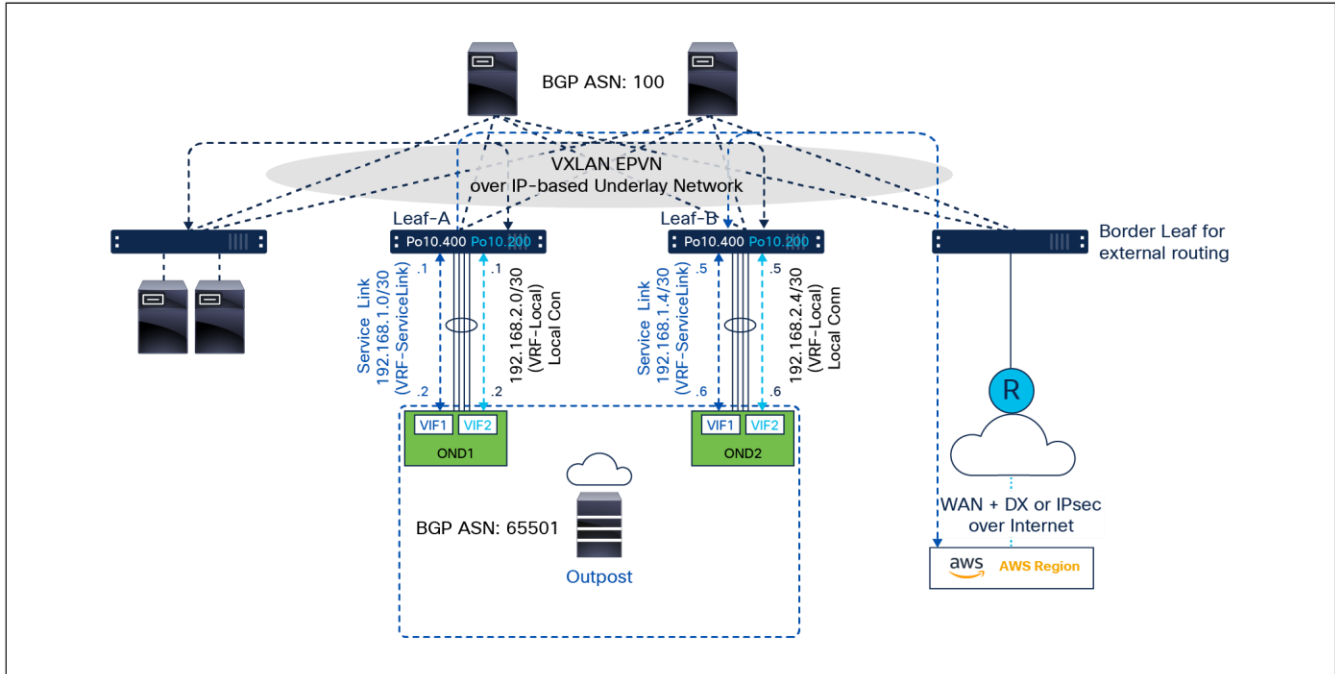 BGP ASN: 100
VXLAN EPVN
over IP-based Underlay Network
Leaf-A
Po10.400 Po10.200
Leaf-B
Po10.400 Po10.200
Border Leaf for
external routing
.1
.1
.5
.5
Service Link
192.168.1.0/30
(VRF-ServiceLink)
192.168.2.0/30
(VRF-Local)
Local Con
Service Link
192.168.1.4/30
(VRF-ServiceLink)
192.168.2.4/30
(VRF-Local)
Local Conn
.2
.2
.6
.6
VIF1
VIF2
OND1
VIF1
VIF2
OND2
R
BGP ASN: 65501
Outpost
WAN + DX or IPsec
over Internet
aws AWS Region